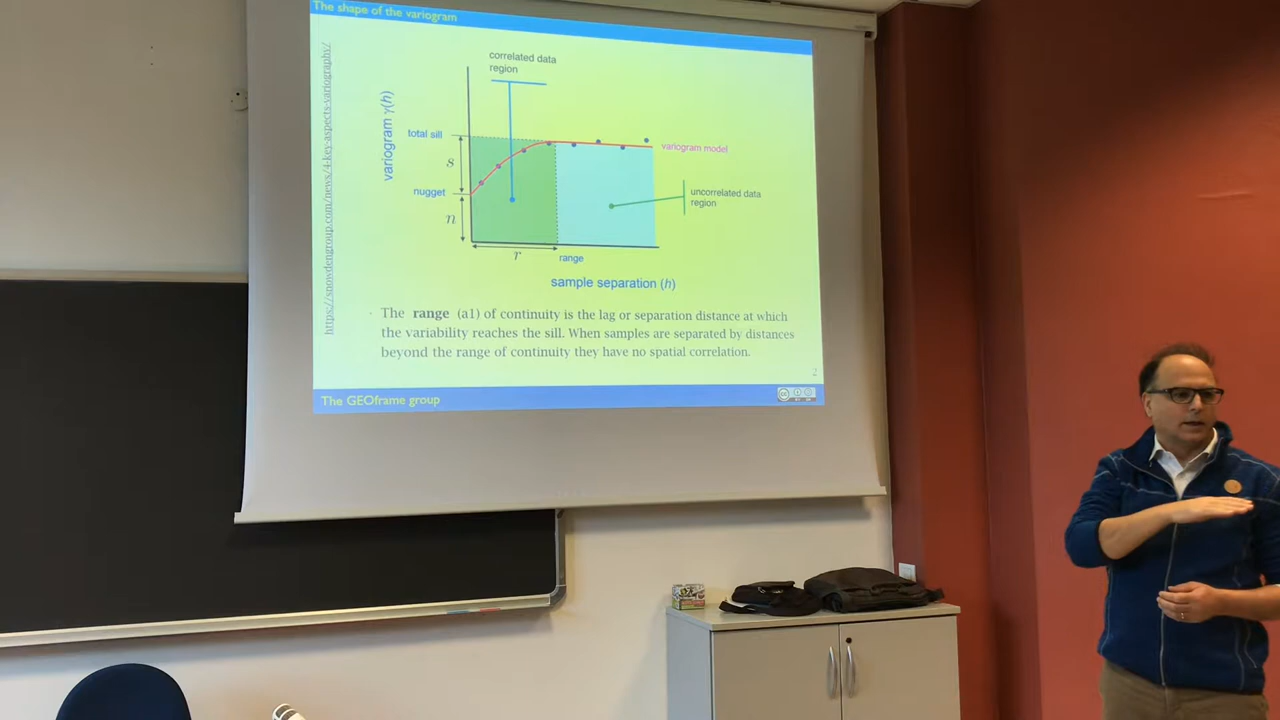 The shape of the variogram
https://snowdengroup.com/news/4-key-aspects-variography/
correlated data
region
variogram γ(h)
total sill
s
variogram model
nugget
uncorrelated data
region
n
r
range
sample separation (h)
The range (a1) of continuity is the lag or separation distance at which
the variability reaches the sill. When samples are separated by distances
beyond the range of continuity they have no spatial correlation.
2
The GEOframe group